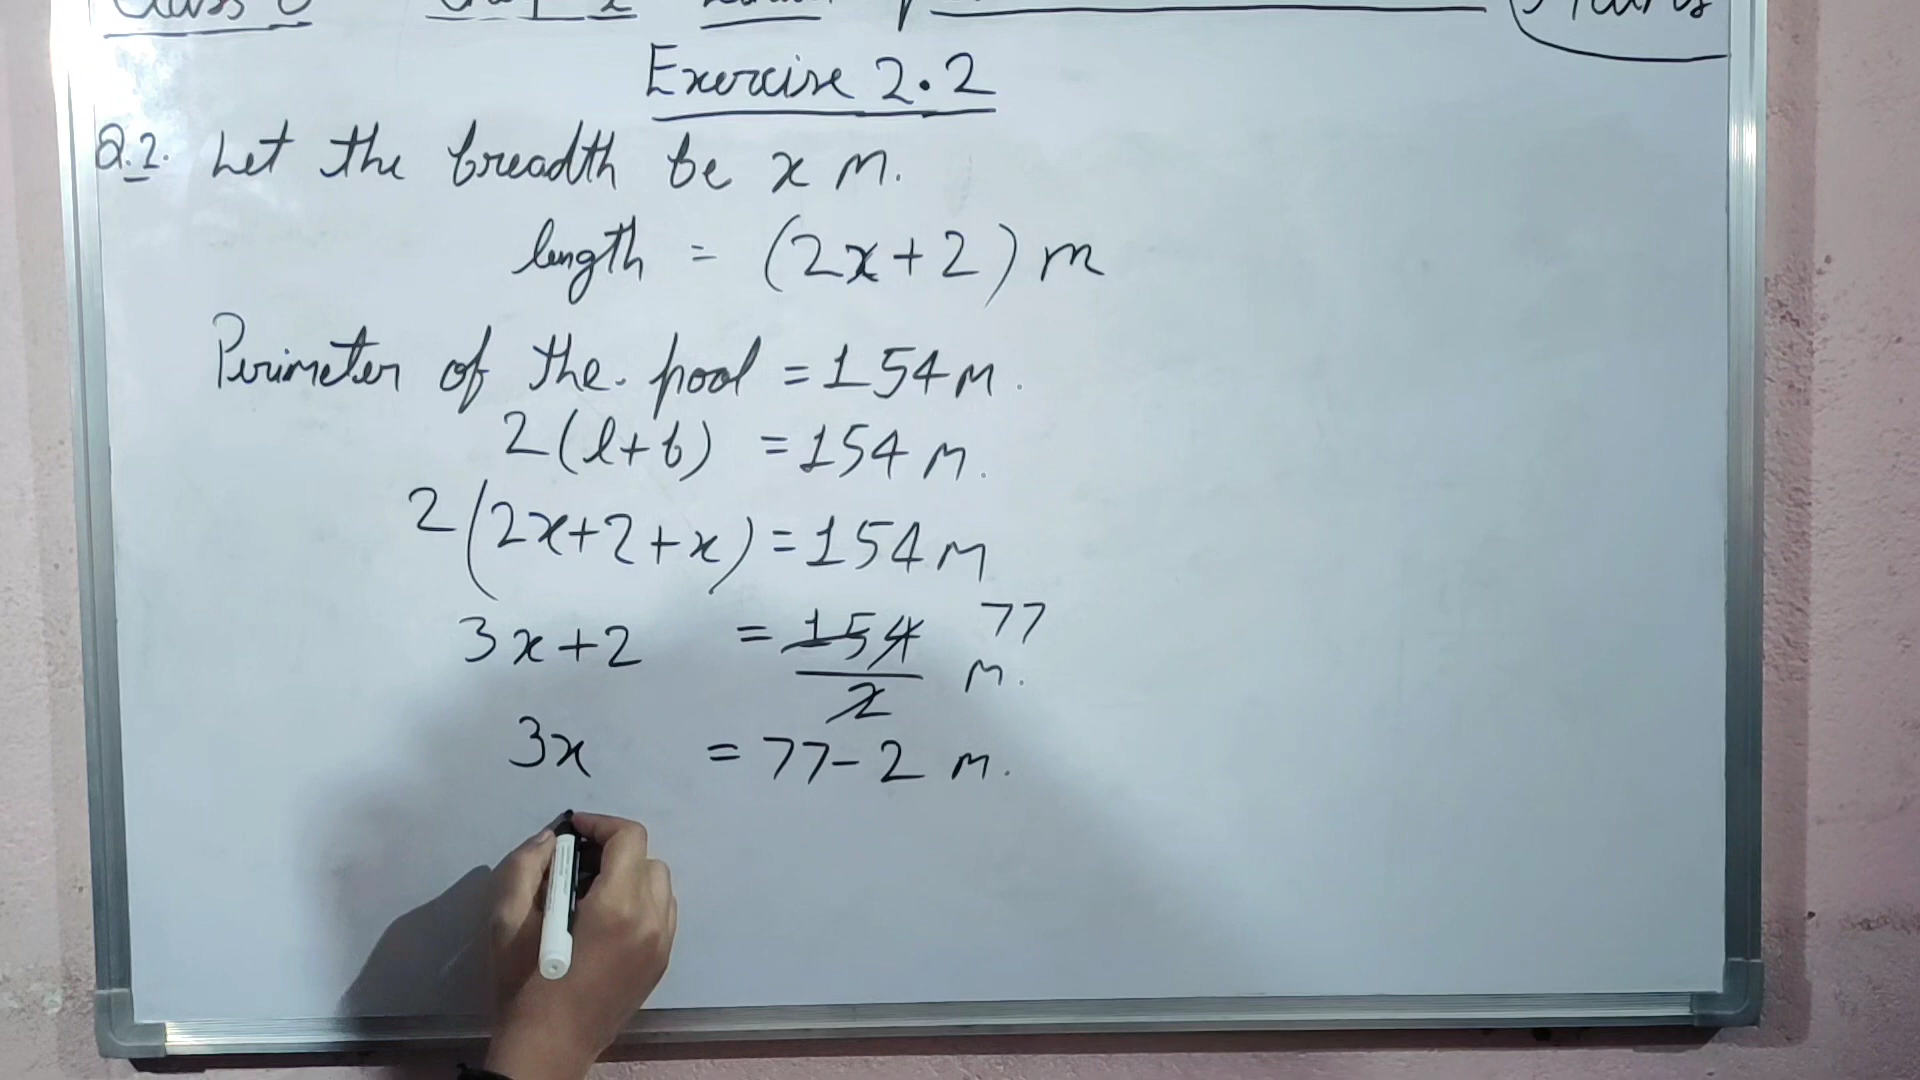 Exercise 2.2
Q.2. Let the breadth be x m.
length = (2x+2) m
Perimeter of the pool = 154 m.
2(l+b) = 154 m.
2(2x+2+x) = 154 m
3x+2 = 154/2 77 m.
3x = 77-2 m.